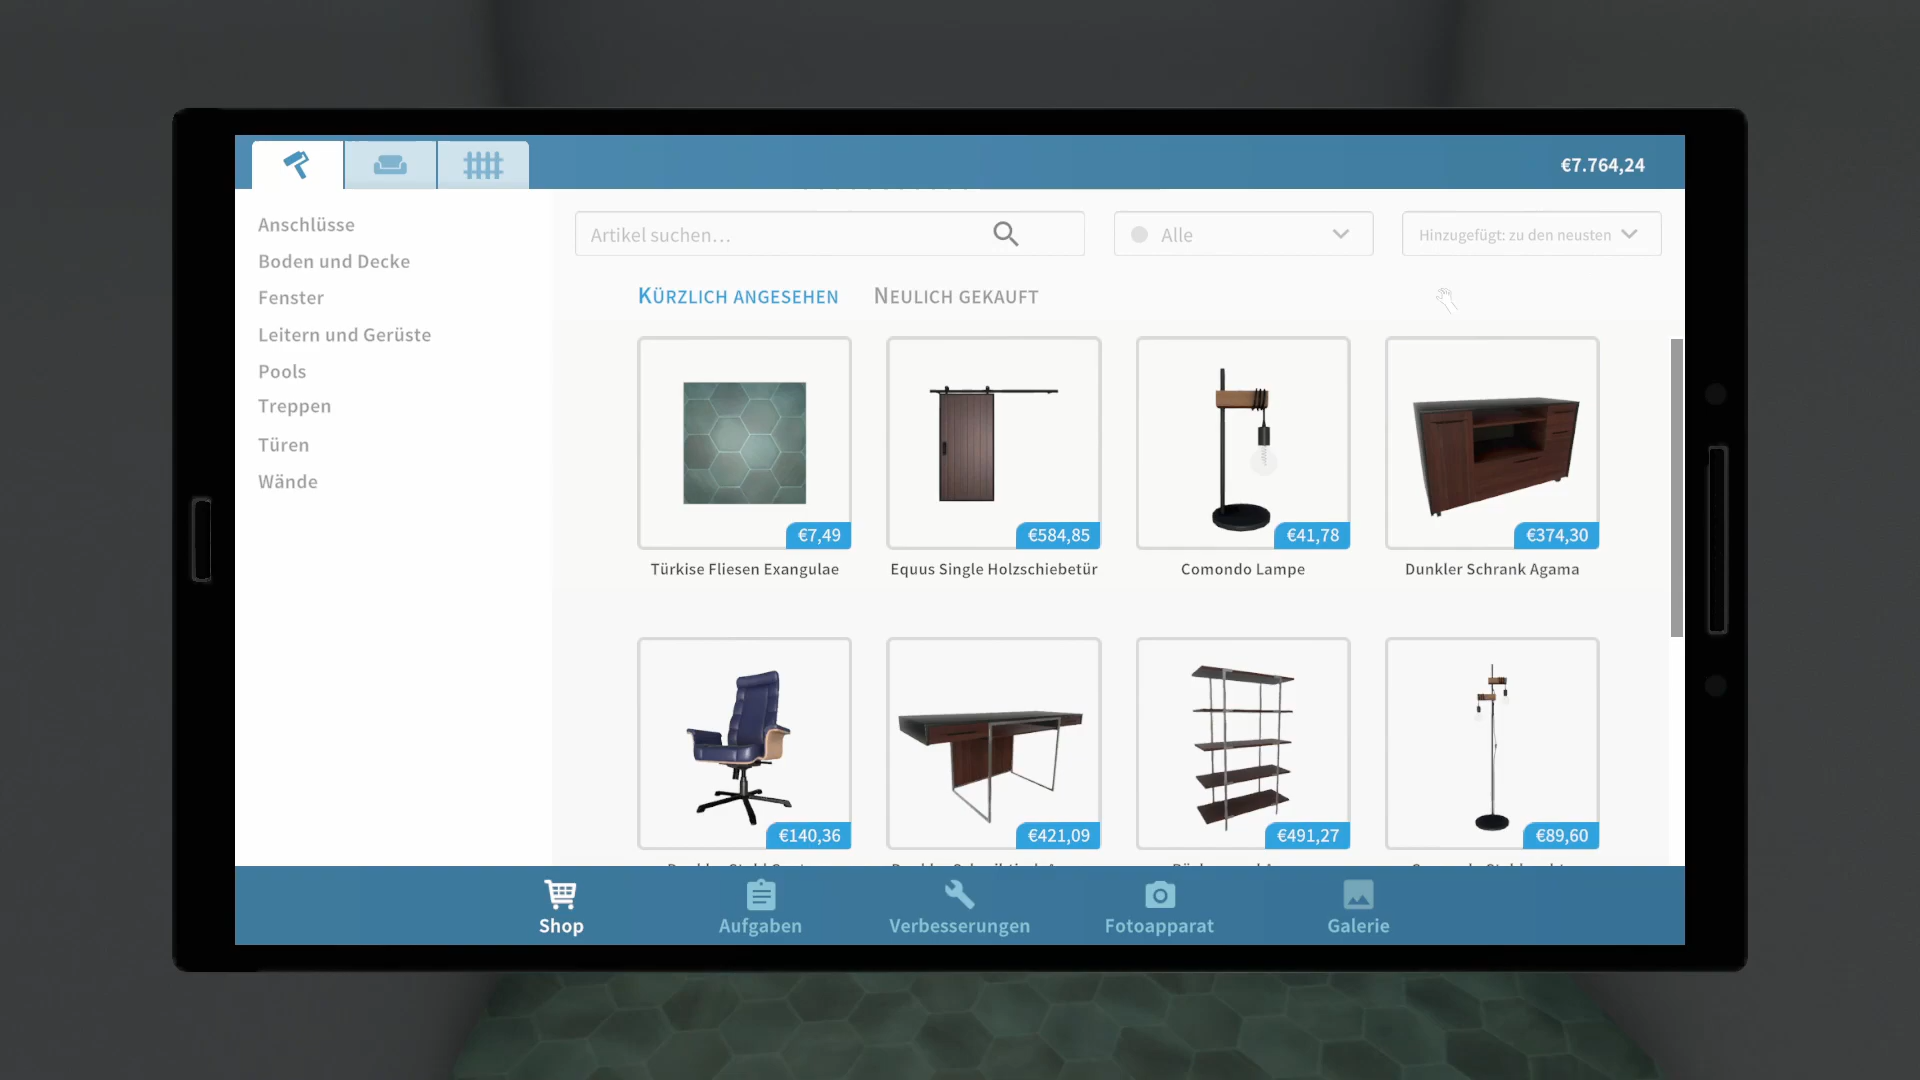 €7.764,24
Anschlüsse
Boden und Decke
Fenster
Leitern und Gerüste
Pools
Treppen
Türen
Wände
Artikel suchen...
Alle
Hinzugefügt: zu den neusten
KÜRZLICH ANGESEHEN
NEULICH GEKAUFT
€7,49
€584,85
€41,78
€374,30
Türkise Fliesen Exangulae
Equus Single Holzschiebetür
Comondo Lampe
Dunkler Schrank Agama
€140,36
€421,09
€491,27
€89,60
Shop
Aufgaben
Verbesserungen
Fotoapparat
Galerie